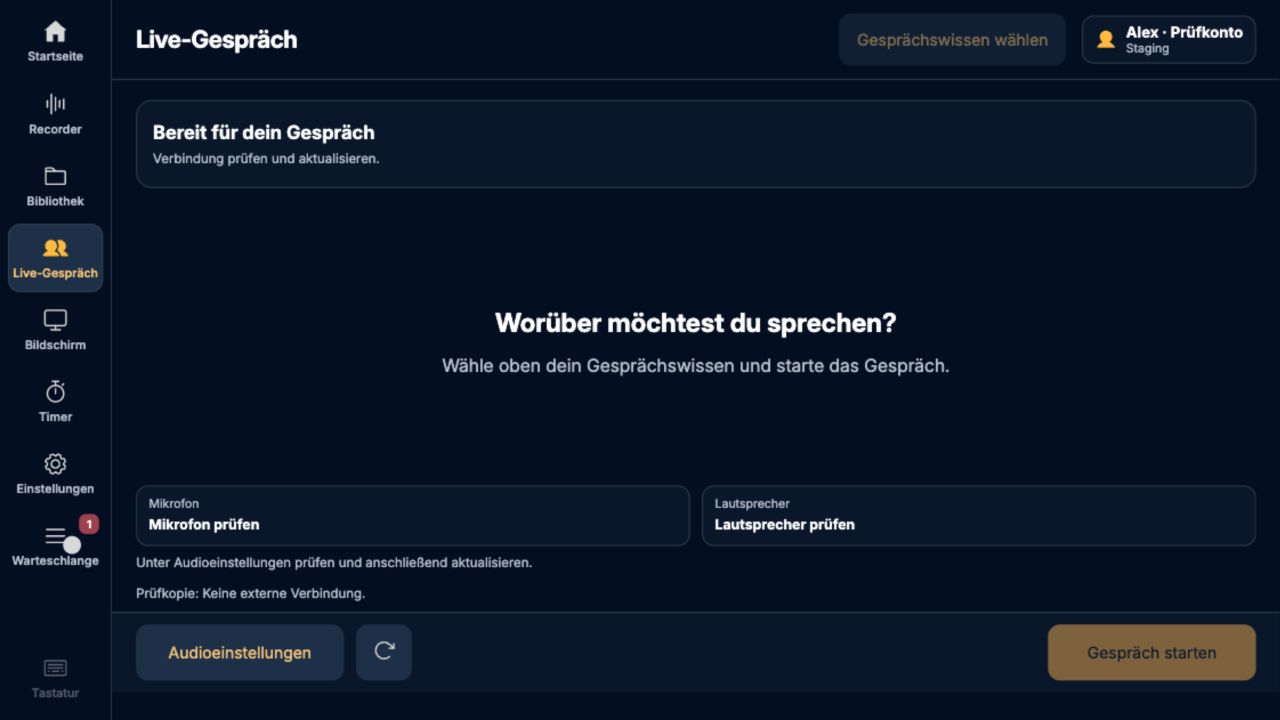 Startseite
Recorder
Bibliothek
Live-Gespräch
Bildschirm
Timer
Einstellungen
1
Warteschlange
Tastatur
Live-Gespräch
Gesprächswissen wählen
Alex · Prüfkonto
Staging
Bereit für dein Gespräch
Verbindung prüfen und aktualisieren.
Worüber möchtest du sprechen?
Wähle oben dein Gesprächswissen und starte das Gespräch.
Mikrofon
Mikrofon prüfen
Lautsprecher
Lautsprecher prüfen
Unter Audioeinstellungen prüfen und anschließend aktualisieren.
Prüfkopie: Keine externe Verbindung.
Audioeinstellungen
Gespräch starten